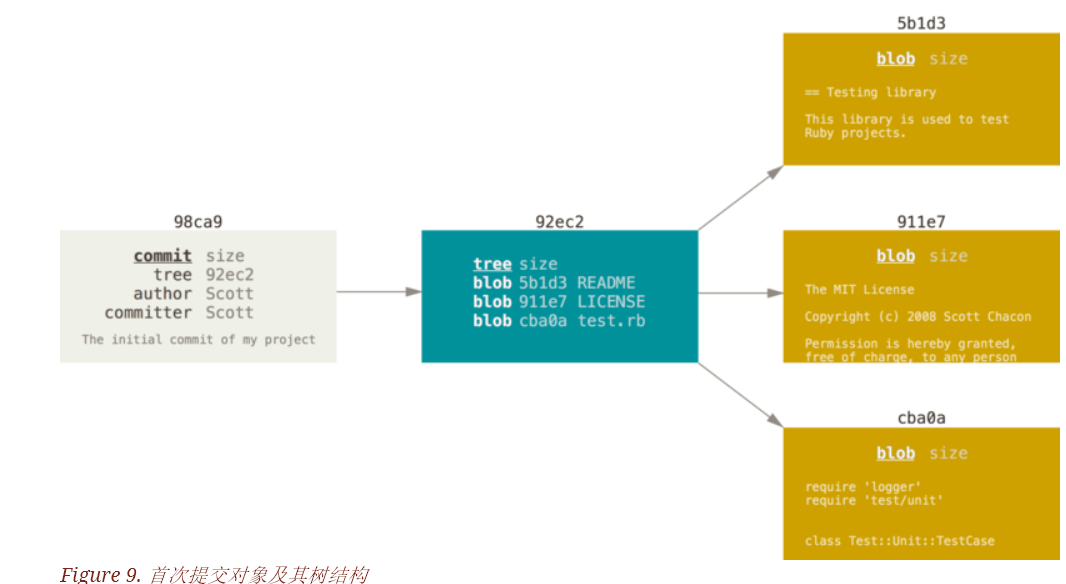 98ca9
commit size
tree 92ec2
author Scott
committer Scott
The initial commit of my project
92ec2
tree size
blob 5b1d3 README
blob 911e7 LICENSE
blob cba0a test.rb
5b1d3
blob size
== Testing library
This library is used to test
Ruby projects.
911e7
blob size
The MIT License
Copyright (c) 2008 Scott Chacon
Permission is hereby granted,
free of charge, to any person
cba0a
blob size
require 'logger'
require 'test/unit'
class Test::Unit::TestCase
Figure 9. 首次提交对象及其树结构